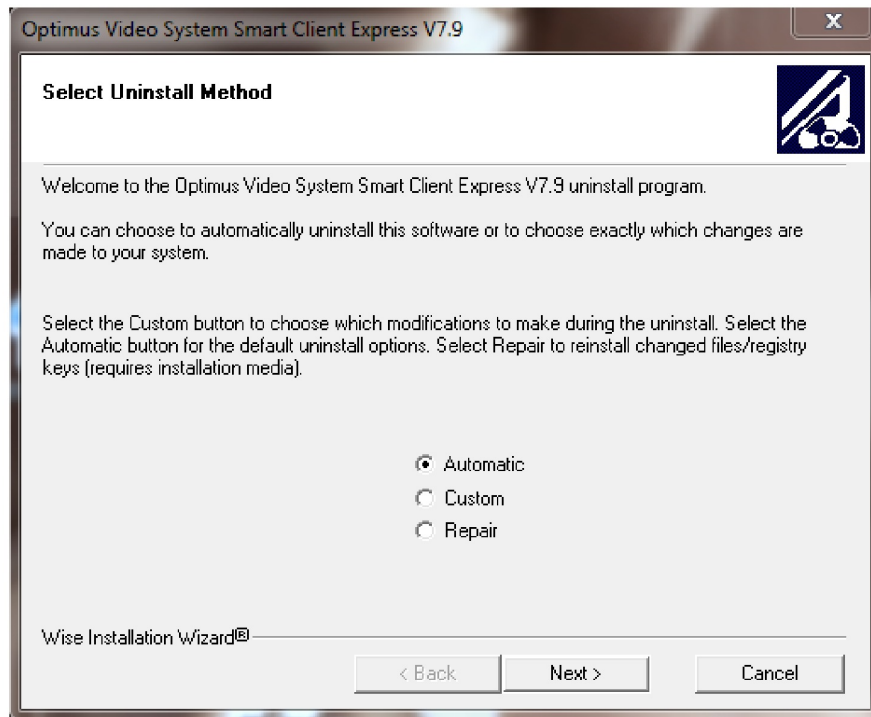 Optimus Video System Smart Client Express V7.9
X
Select Uninstall Method
Welcome to the Optimus Video System Smart Client Express V7.9 uninstall program.
You can choose to automatically uninstall this software or to choose exactly which changes are
made to your system.
Select the Custom button to choose which modifications to make during the uninstall. Select the
Automatic button for the default uninstall options. Select Repair to reinstall changed files/registry
keys (requires installation media).
Automatic
Custom
Repair
Wise Installation Wizard®
< Back Next > Cancel